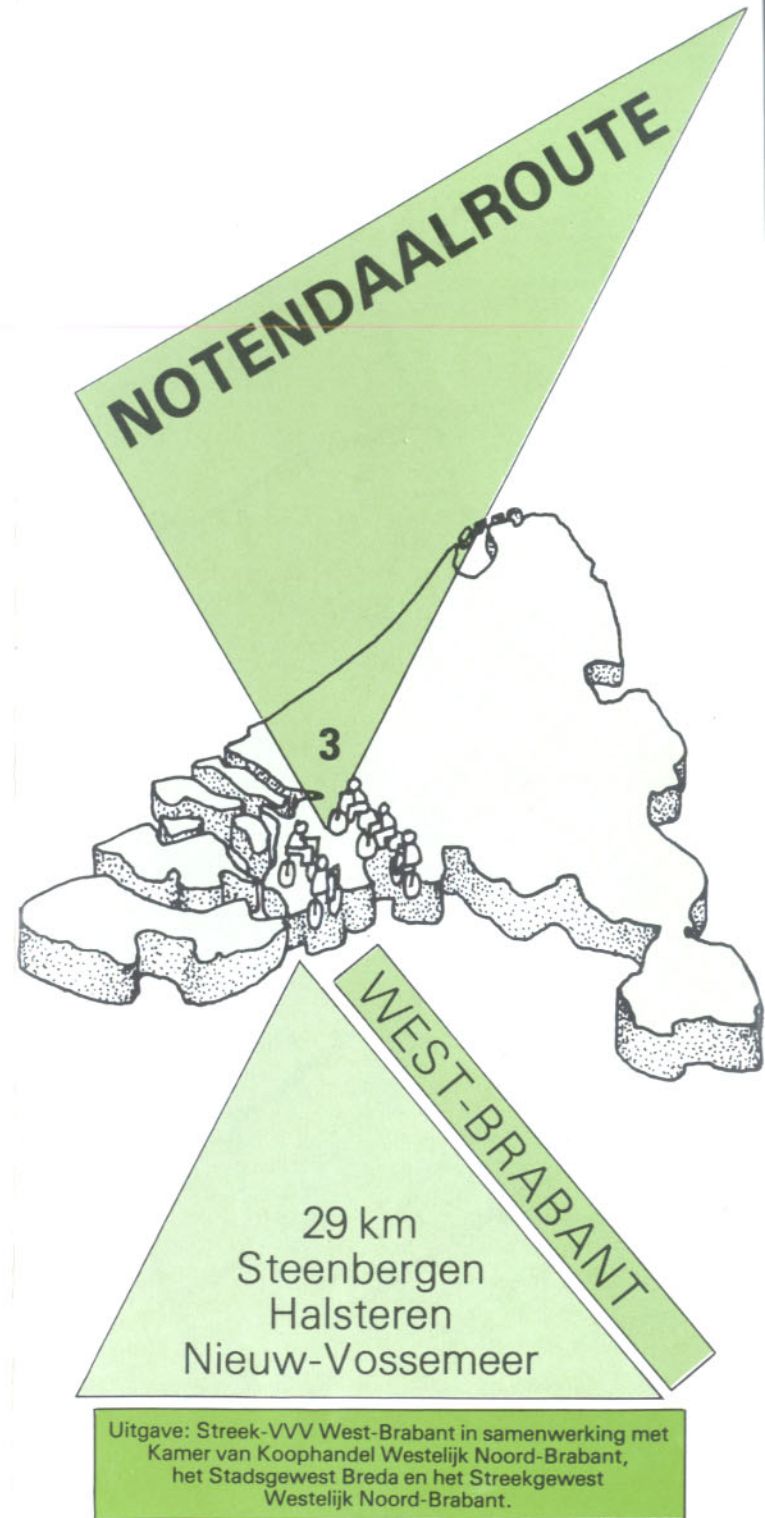 NOTENDAALROUTE
3
WEST-BRABANT
29 km
Steenbergen
Halsteren
Nieuw-Vossemeer
Uitgave: Streek-VVV West-Brabant in samenwerking met
Kamer van Koophandel Westelijk Noord-Brabant,
het Stadsgewest Breda en het Streekgewest
Westelijk Noord-Brabant.